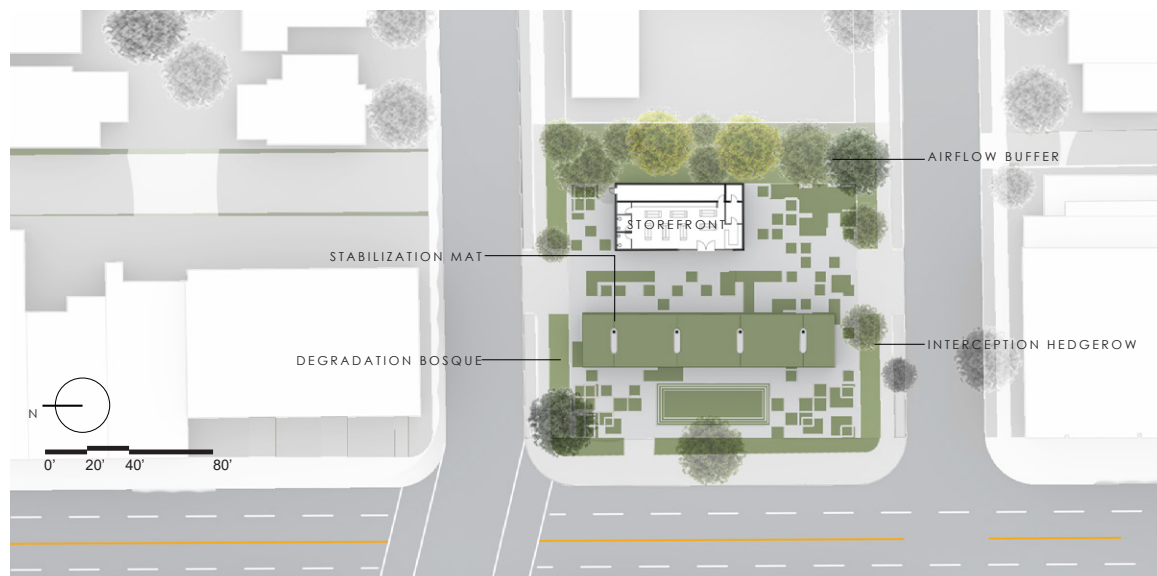 AIRFLOW BUFFER
STOREFRONT
STABILIZATION MAT
INTERCEPTION HEDGEROW
DEGRADATION BOSQUE
N
0' 20' 40' 80'